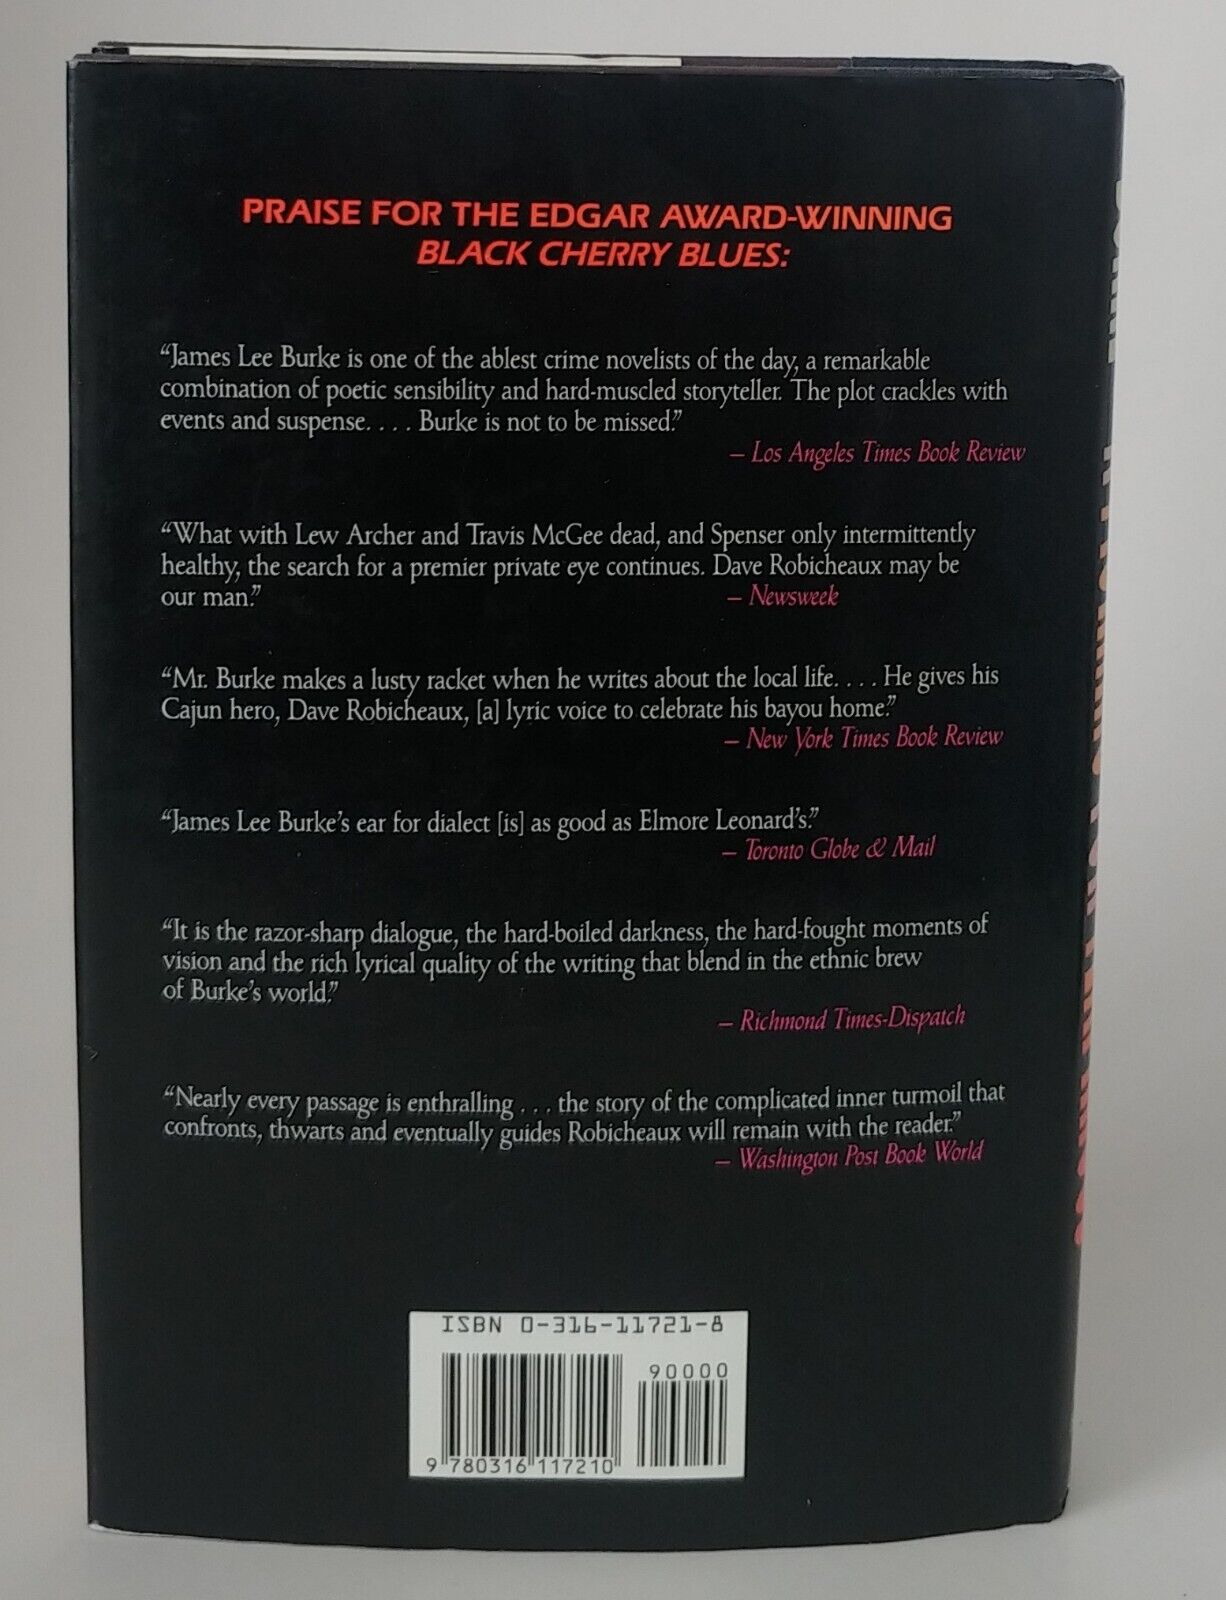 PRAISE FOR THE EDGAR AWARD-WINNING
BLACK CHERRY BLUES:
“James Lee Burke is one of the ablest crime novelists of the day, a remarkable
combination of poetic sensibility and hard-muscled storyteller. The plot crackles with
events and suspense. . . . Burke is not to be missed.”
– Los Angeles Times Book Review
“What with Lew Archer and Travis McGee dead, and Spenser only intermittently
healthy, the search for a premier private eye continues. Dave Robicheaux may be
our man.” – Newsweek
“Mr. Burke makes a lusty racket when he writes about the local life. . . . He gives his
Cajun hero, Dave Robicheaux, [a] lyric voice to celebrate his bayou home.”
– New York Times Book Review
“James Lee Burke’s ear for dialect [is] as good as Elmore Leonard’s.”
– Toronto Globe & Mail
“It is the razor-sharp dialogue, the hard-boiled darkness, the hard-fought moments of
vision and the rich lyrical quality of the writing that blend in the ethnic brew
of Burke’s world.”
– Richmond Times-Dispatch
“Nearly every passage is enthralling . . . the story of the complicated inner turmoil that
confronts, thwarts and eventually guides Robicheaux will remain with the reader.”
– Washington Post Book World
ISBN 0-316-11721-8
90000
9 780316 117210